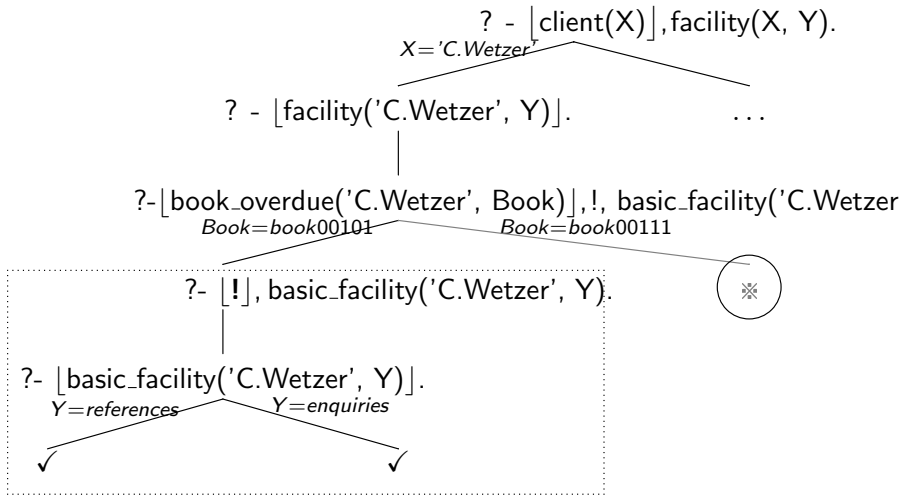 ? - ⌊client(X)⌋,facility(X, Y).
X='C.Wetzer'
? - ⌊facility('C.Wetzer', Y)⌋. ...
?-⌊book_overdue('C.Wetzer', Book)⌋,!, basic_facility('C.Wetzer
Book=book00101 Book=book00111
?- ⌊!⌋, basic_facility('C.Wetzer', Y). ※
?- ⌊basic_facility('C.Wetzer', Y)⌋.
Y=references Y=enquiries
✓ ✓